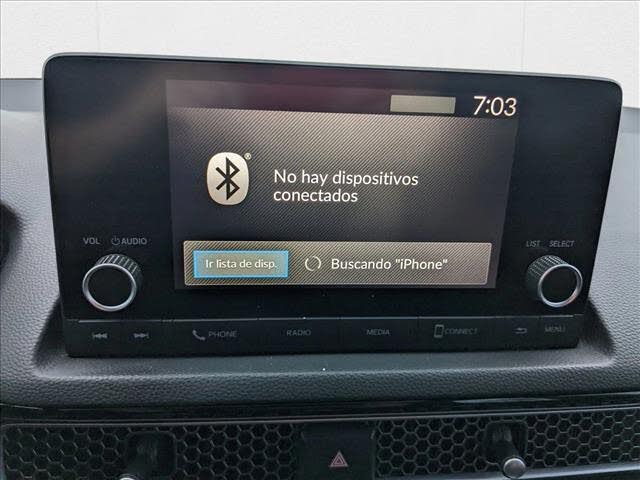 7:03
®
No hay dispositivos
conectados
Ir lista de disp.
Buscando "iPhone"
VOL AUDIO
LIST SELECT
PHONE RADIO MEDIA CONNECT MENU